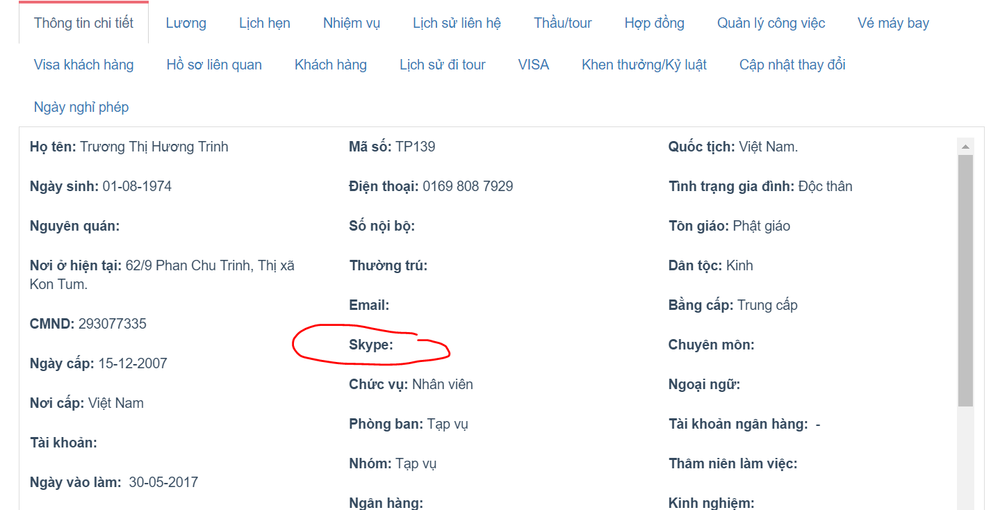 Thông tin chi tiết Lương Lịch hẹn Nhiệm vụ Lịch sử liên hệ Thầu/tour Hợp đồng Quản lý công việc Vé máy bay
Visa khách hàng Hồ sơ liên quan Khách hàng Lịch sử đi tour VISA Khen thưởng/Kỷ luật Cập nhật thay đổi
Ngày nghỉ phép
Họ tên: Trương Thị Hương Trinh
Ngày sinh: 01-08-1974
Nguyên quán:
Nơi ở hiện tại: 62/9 Phan Chu Trinh, Thị xã
Kon Tum.
CMND: 293077335
Ngày cấp: 15-12-2007
Nơi cấp: Việt Nam
Tài khoản:
Ngày vào làm: 30-05-2017
Mã số: TP139
Điện thoại: 0169 808 7929
Số nội bộ:
Thường trú:
Email:
Skype:
Chức vụ: Nhân viên
Phòng ban: Tạp vụ
Nhóm: Tạp vụ
Ngân hàng:
Quốc tịch: Việt Nam.
Tình trạng gia đình: Độc thân
Tôn giáo: Phật giáo
Dân tộc: Kinh
Bằng cấp: Trung cấp
Chuyên môn:
Ngoại ngữ:
Tài khoản ngân hàng: -
Thâm niên làm việc:
Kinh nghiệm: